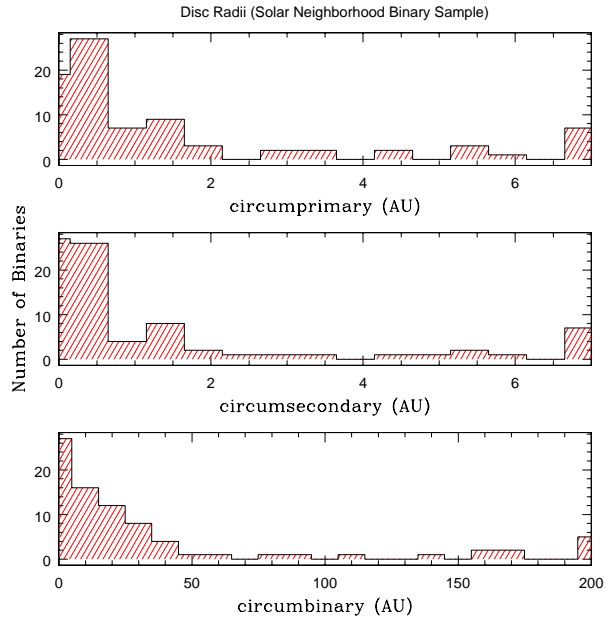 Disc Radii (Solar Neighborhood Binary Sample)
Number of Binaries
20
10
0
0 2 4 6
circumprimary (AU)
20
10
0
0 2 4 6
circumsecondary (AU)
20
10
0
0 50 100 150 200
circumbinary (AU)